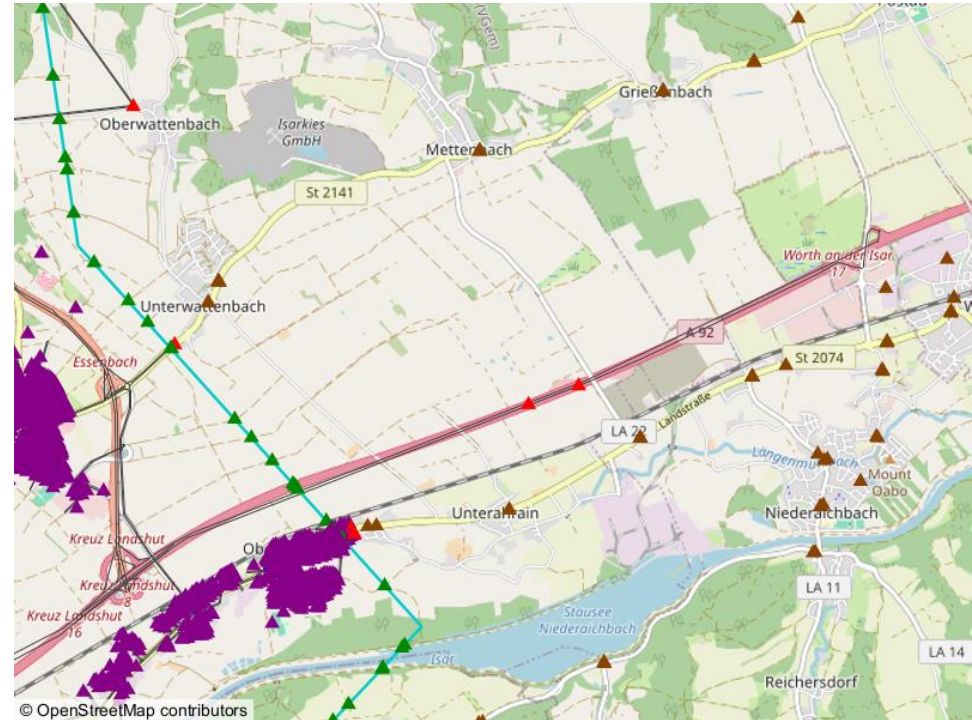 Oberwattenbach
Isarkies
GmbH
(VGem)
Grießenbach
Mettenbach
St 2141
Unterwattenbach
Wörth an der Isar
17
A 92
Essenbach
St 2074
Landstraße
LA 22
Mount
Oabo
Unterahrain
Niederaichbach
Kreuz Landshut
Kreuz Landshut
8
Kreuz Landshut
16
Stausee
Niederaichbach
LA 11
Isar
LA 14
Reichersdorf
© OpenStreetMap contributors